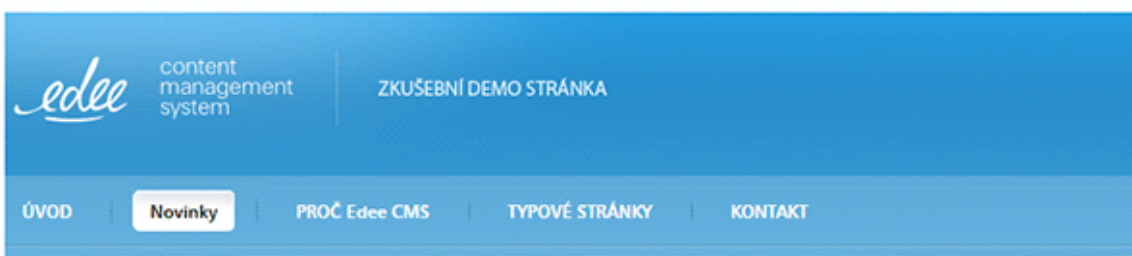 edee
content
management
system
ZKUŠEBNÍ DEMO STRÁNKA
ÚVOD Novinky PROČ Edee CMS TYPOVÉ STRÁNKY KONTAKT